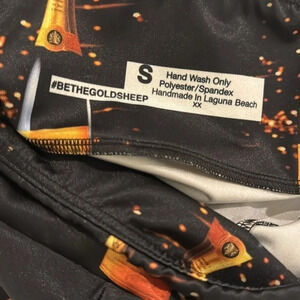 S
Hand Wash Only
Polyester/Spandex
Handmade In Laguna Beach
XX
#BETHEGOLDSHEEP